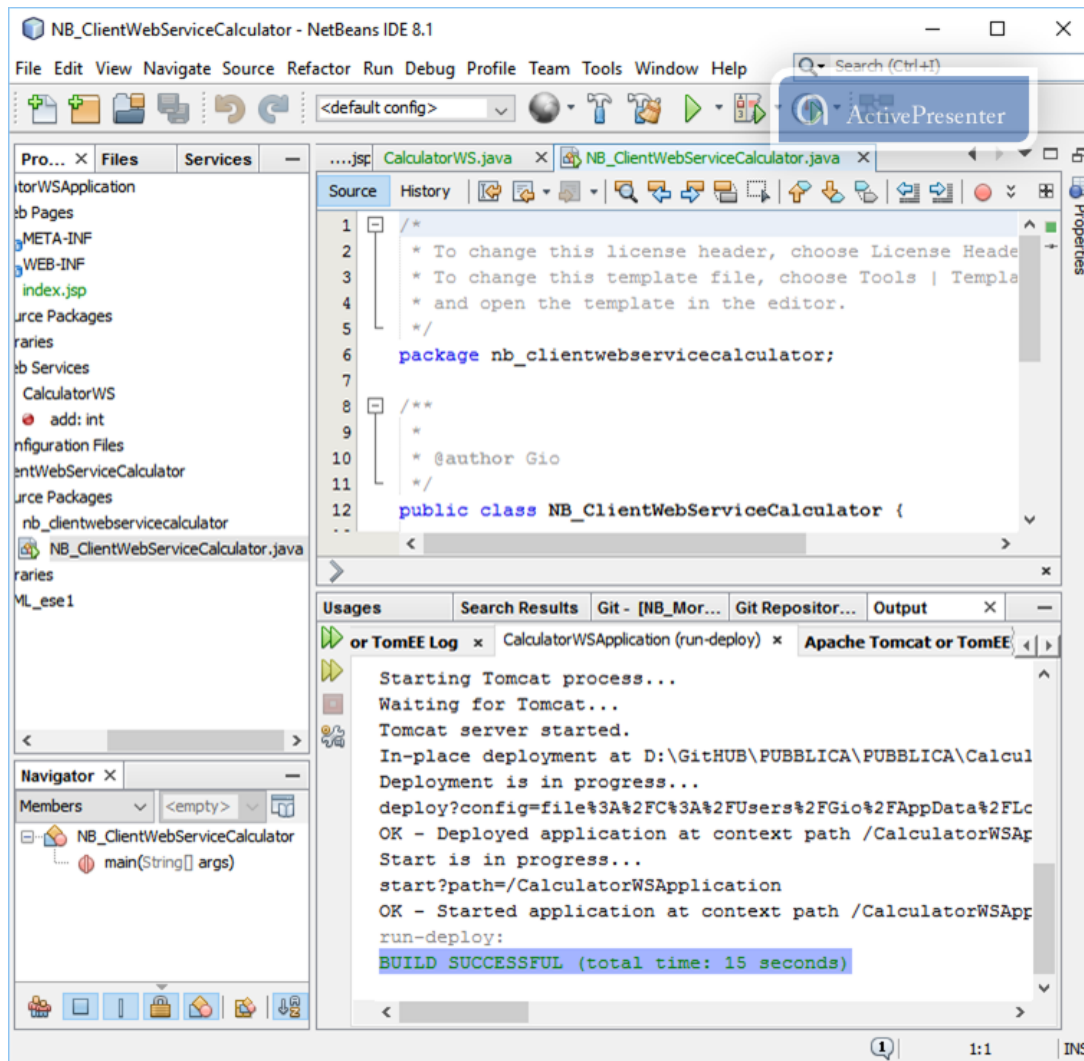 NB_ClientWebServiceCalculator - NetBeans IDE 8.1
File Edit View Navigate Source Refactor Run Debug Profile Team Tools Window Help
Search (Ctrl+I)
<default config>
ActivePresenter
Pro... Files Services
torWSApplication
eb Pages
META-INF
WEB-INF
index.jsp
urce Packages
raries
eb Services
CalculatorWS
add: int
nfiguration Files
entWebServiceCalculator
urce Packages
nb_clientwebservicecalculator
NB_ClientWebServiceCalculator.java
raries
ML_ese1
....jsp CalculatorWS.java NB_ClientWebServiceCalculator.java
Source History
Properties
1 /*
2 * To change this license header, choose License Heade
3 * To change this template file, choose Tools | Templa
4 * and open the template in the editor.
5 */
6 package nb_clientwebservicecalculator;
7
8 /**
9 *
10 * @author Gio
11 */
12 public class NB_ClientWebServiceCalculator {
Navigator
Members <empty>
NB_ClientWebServiceCalculator
main(String[] args)
Usages Search Results Git - [NB_Mor... Git Repositor... Output
or TomEE Log CalculatorWSApplication (run-deploy) Apache Tomcat or TomEE
Starting Tomcat process...
Waiting for Tomcat...
Tomcat server started.
In-place deployment at D:\GitHUB\PUBBLICA\PUBBLICA\Calcul
Deployment is in progress...
deploy?config=file%3A%2FC%3A%2FUsers%2FGio%2FAppData%2FLo
OK - Deployed application at context path /CalculatorWSAp
Start is in progress...
start?path=/CalculatorWSApplication
OK - Started application at context path /CalculatorWSApp
run-deploy:
BUILD SUCCESSFUL (total time: 15 seconds)
1 1:1 INS